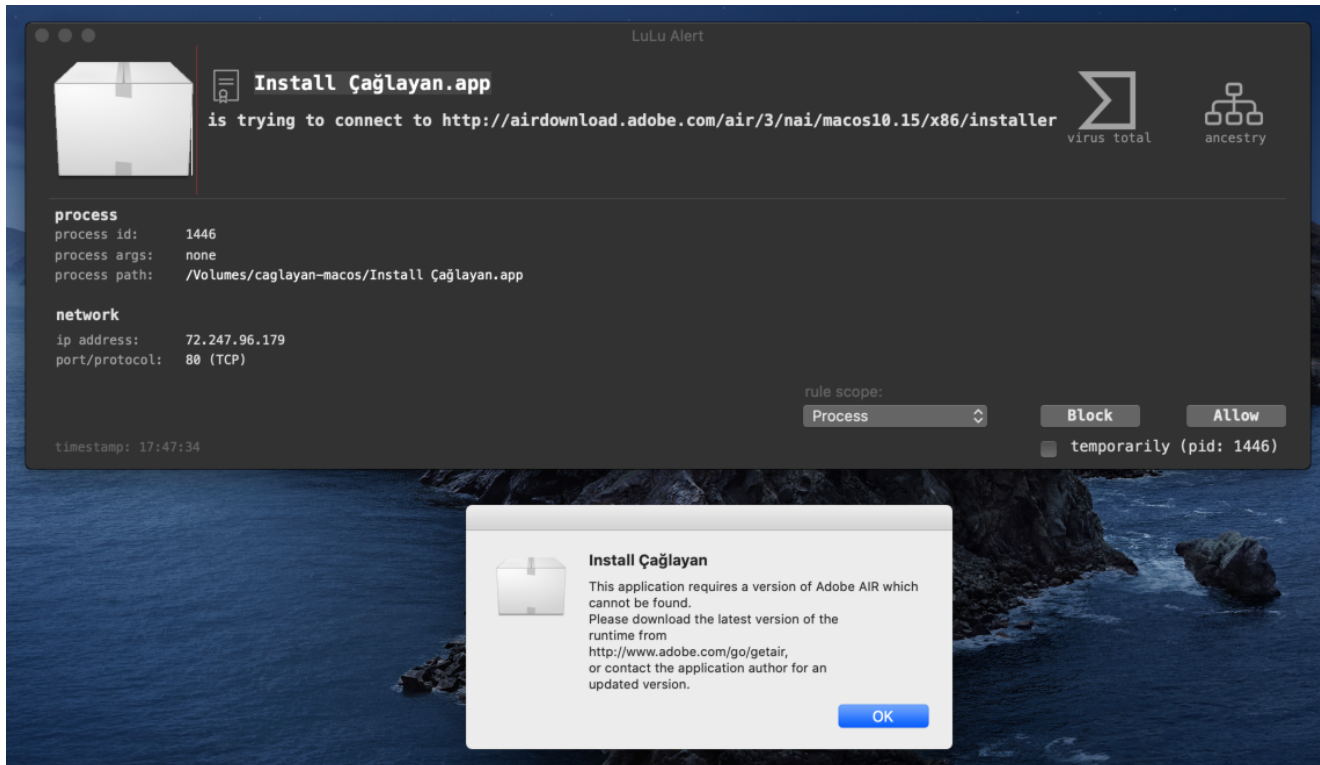 LuLu Alert
Install Çağlayan.app
is trying to connect to http://airdownload.adobe.com/air/3/nai/macos10.15/x86/installer
virus total
ancestry
process
process id: 1446
process args: none
process path: /Volumes/caglayan-macos/Install Çağlayan.app
network
ip address: 72.247.96.179
port/protocol: 80 (TCP)
rule scope:
Process
Block
Allow
timestamp: 17:47:34
temporarily (pid: 1446)
Install Çağlayan
This application requires a version of Adobe AIR which
cannot be found.
Please download the latest version of the
runtime from
http://www.adobe.com/go/getair,
or contact the application author for an
updated version.
OK